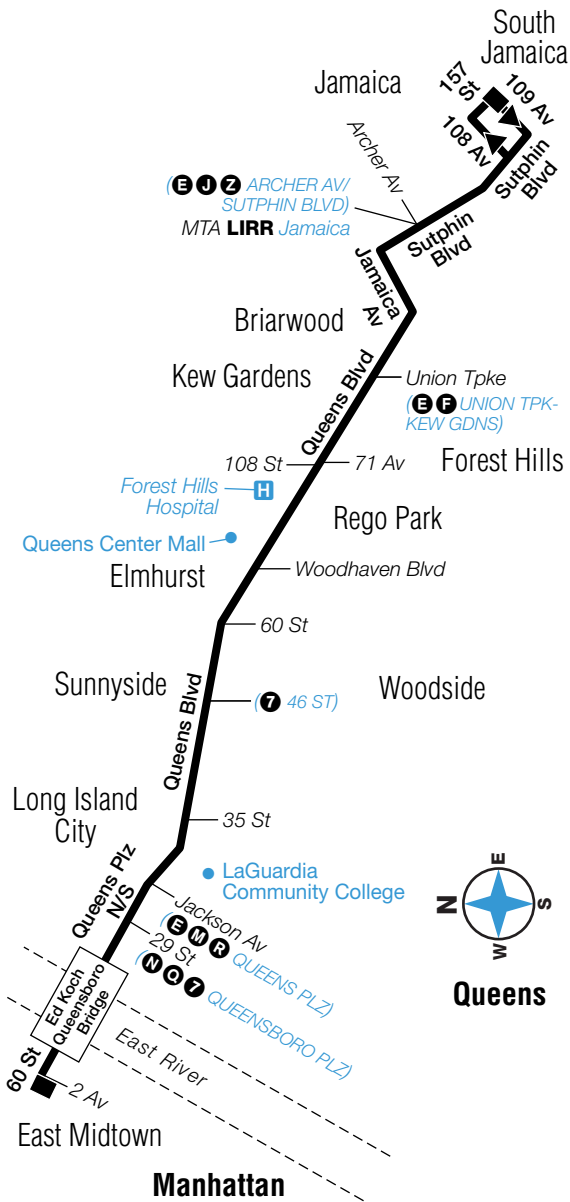 South
Jamaica
157
St
109 Av
Jamaica
108 Av
Sutphin
Blvd
Archer Av
(E J Z ARCHER AV/
SUTPHIN BLVD)
MTA LIRR Jamaica
Sutphin
Blvd
Jamaica
Av
Briarwood
Kew Gardens
Queens Blvd
Union Tpke
(E F UNION TPK-
KEW GDNS)
108 St
71 Av
Forest Hills
Forest Hills
Hospital
H
Rego Park
Queens Center Mall
Elmhurst
Woodhaven Blvd
60 St
Sunnyside
Queens Blvd
(7 46 ST)
Woodside
Long Island
City
35 St
Queens Plz
N/S
LaGuardia
Community College
Jackson Av
(E M R QUEENS PLZ)
29 St
(N Q 7 QUEENSBORO PLZ)
E
N
S
W
Queens
Ed Koch
Queensboro
Bridge
East River
60 St
2 Av
East Midtown
Manhattan